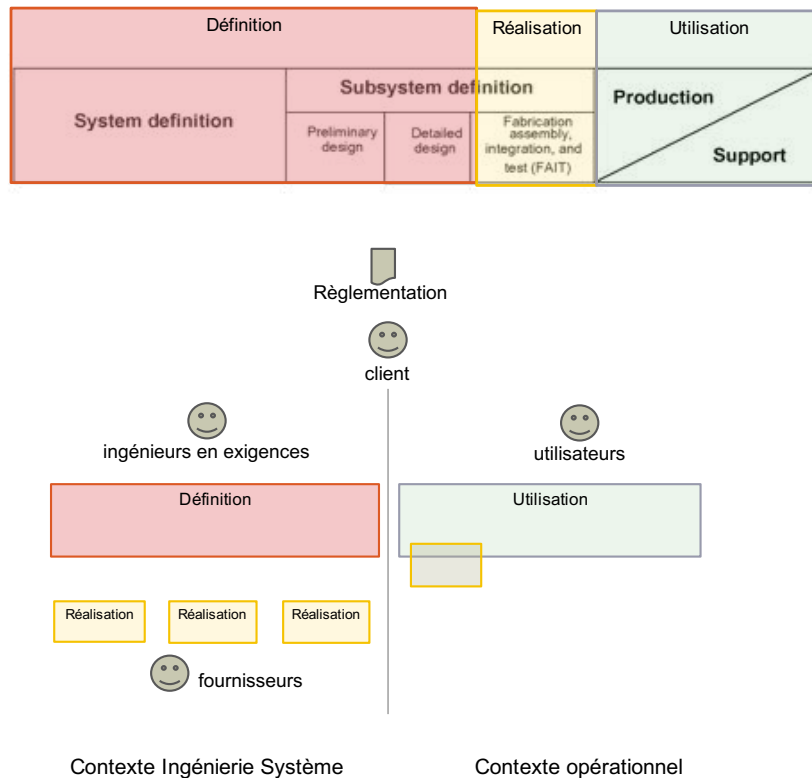 Définition
Réalisation
Utilisation
System definition
Subsystem definition
Preliminary
design
Detailed
design
Fabrication
assembly,
integration, and
test (FAIT)
Production
Support
Règlementation
client
ingénieurs en exigences
utilisateurs
Définition
Utilisation
Réalisation
Réalisation
Réalisation
fournisseurs
Contexte Ingénierie Système
Contexte opérationnel